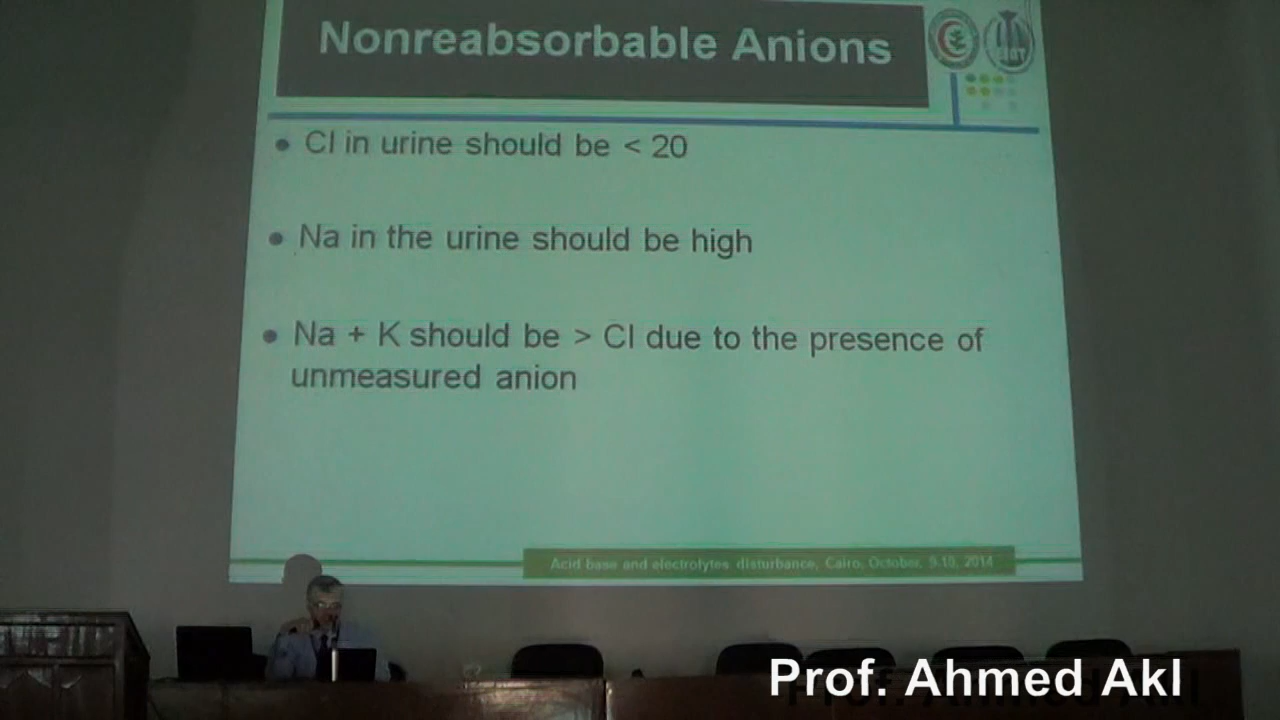 Nonreabsorbable Anions
• Cl in urine should be < 20
• Na in the urine should be high
• Na + K should be > Cl due to the presence of
unmeasured anion
Acid base and electrolytes disturbance, Cairo, October, 9-10, 2014
Prof. Ahmed Akl